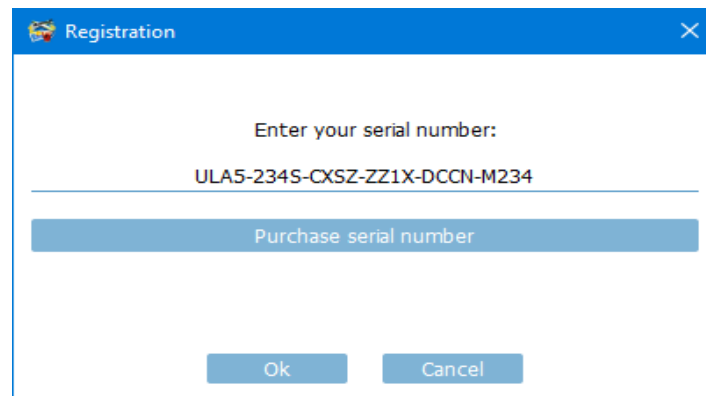 Registration
Enter your serial number:
ULA5-234S-CXSZ-ZZ1X-DCCN-M234
Purchase serial number
Ok
Cancel